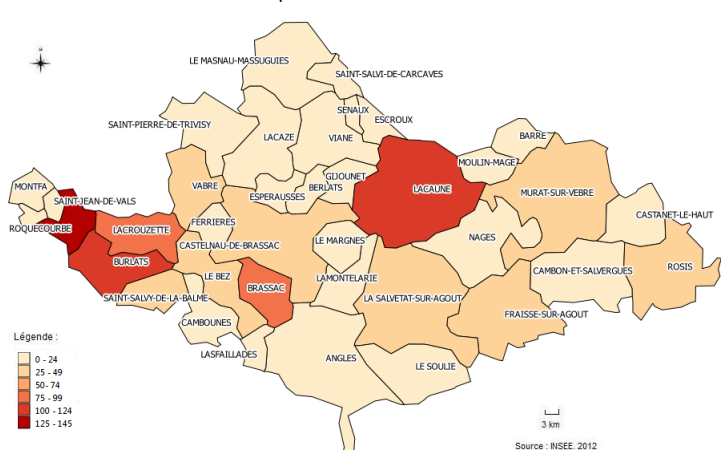 LE MASNAU-MASSUGUIES
SAINT-SALVI-DE-CARCAVES
SENAUX
ESCROUX
SAINT-PIERRE-DE-TRIVISY
LACAZE
VIANE
BARRE
MOULIN-MAGE
GIJOUNET
MONTFA
VABRE
BERLATS
LACAUNE
MURAT-SUR-VEBRE
SAINT-JEAN-DE-VALS
ESPERAUSSES
CASTANET-LE-HAUT
FERRIERES
ROQUECOURBE
LACROUZETTE
LE MARGNES
NAGES
CASTELNAU-DE-BRASSAC
BURLATS
ROSIS
LE BEZ
LAMONTELARIE
CAMBON-ET-SALVERGUES
BRASSAC
SAINT-SALVY-DE-LA-BALME
LA SALVETAT-SUR-AGOUT
FRAISSE-SUR-AGOUT
CAMBOUNES
LASFAILLADES
ANGLES
LE SOULIE
Légende :
0 - 24
25 - 49
50- 74
75 - 99
100 - 124
125 - 145
3 km
Source : INSEE, 2012